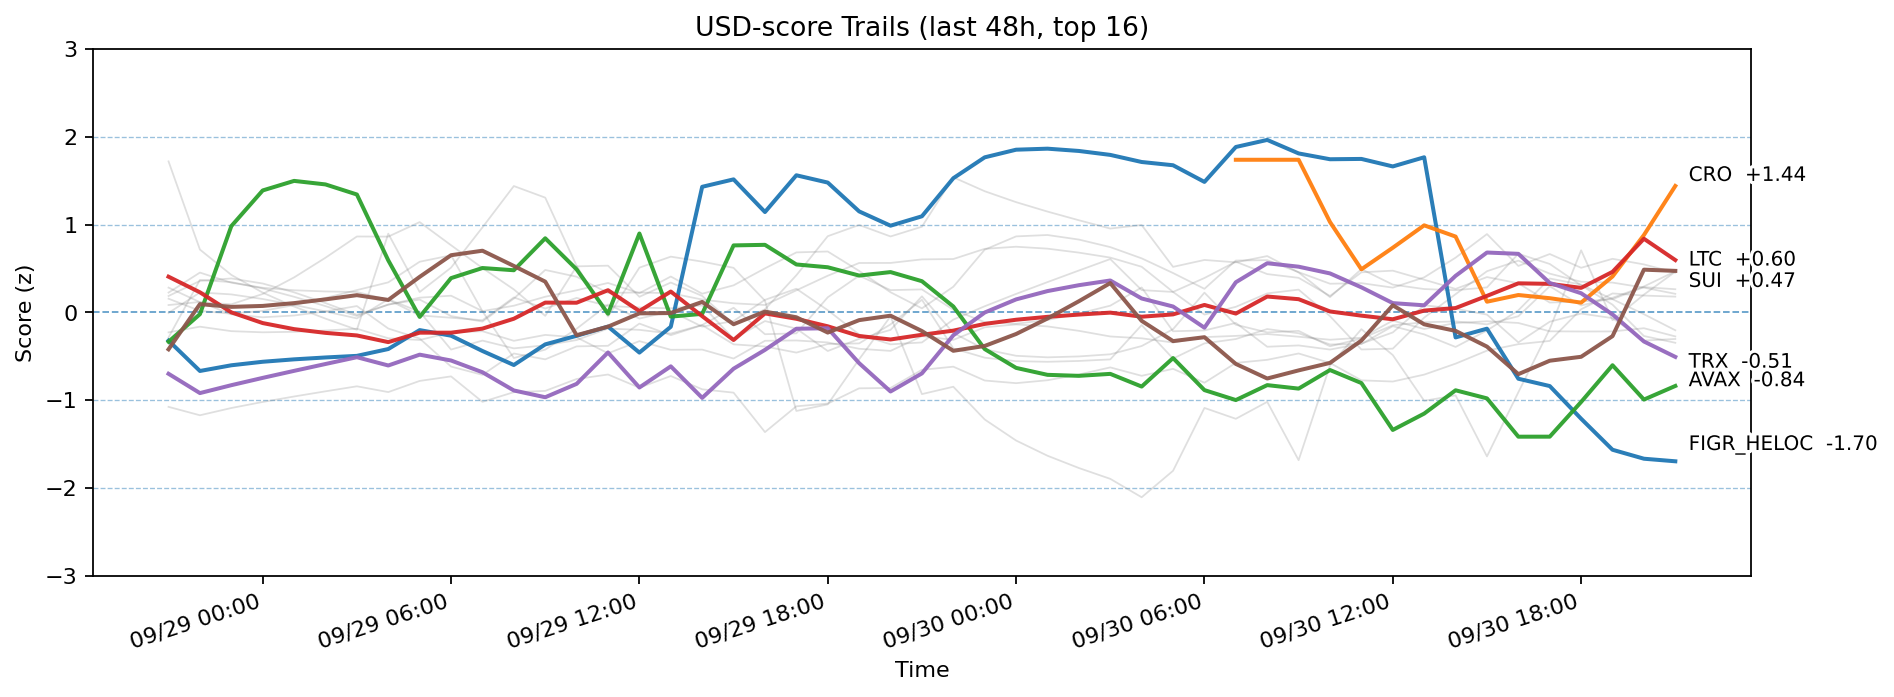 USD-score Trails (last 48h, top 16)
Score (z)
3
2
1
0
−1
−2
−3
CRO +1.44
LTC +0.60
SUI +0.47
TRX -0.51
AVAX -0.84
FIGR_HELOC -1.70
09/29 00:00
09/29 06:00
09/29 12:00
09/29 18:00
09/30 00:00
09/30 06:00
09/30 12:00
09/30 18:00
Time